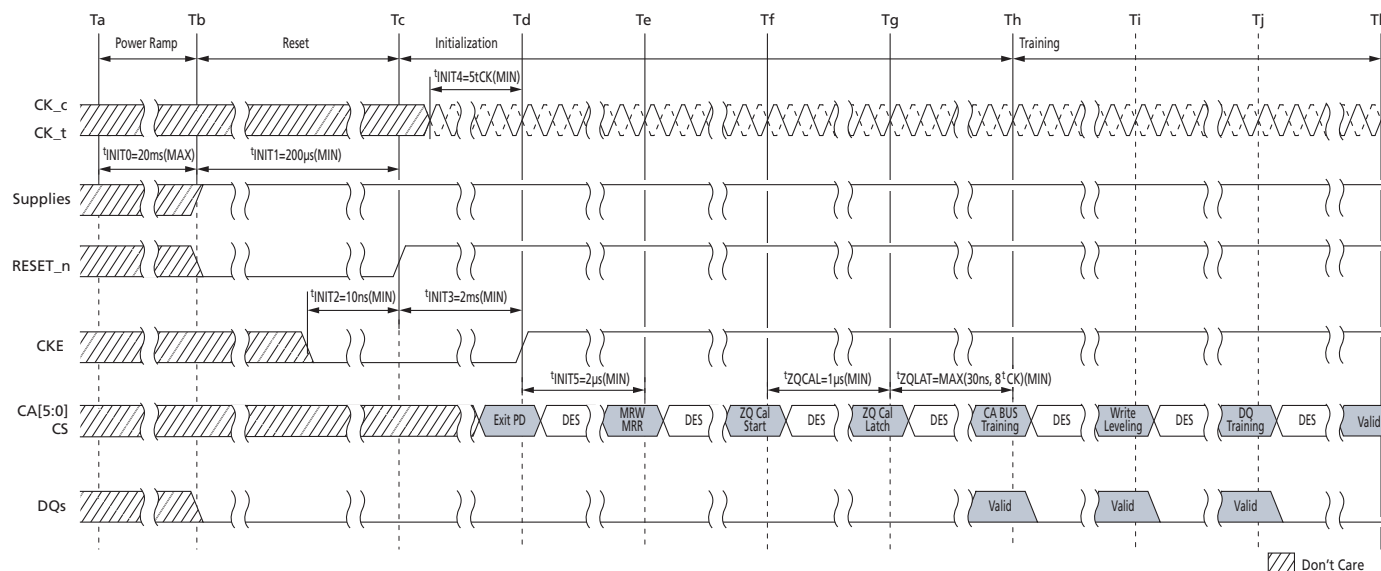 Ta Tb Tc Td Te Tf Tg Th Ti Tj
Power Ramp Reset Initialization Training
tINIT4=5tCK(MIN)
CK_c
CK_t
tINIT0=20ms(MAX) tINIT1=200µs(MIN)
Supplies
RESET_n
tINIT2=10ns(MIN) tINIT3=2ms(MIN)
CKE
tINIT5=2µs(MIN) tZQCAL=1µs(MIN) tZQLAT=MAX(30ns, 8tCK)(MIN)
CA[5:0]
CS
Exit PD DES MRW MRR DES ZQ Cal Start DES ZQ Cal Latch DES CA BUS Training DES Write Leveling DES DQ Training DES Valid
DQs Valid Valid Valid
Don't Care